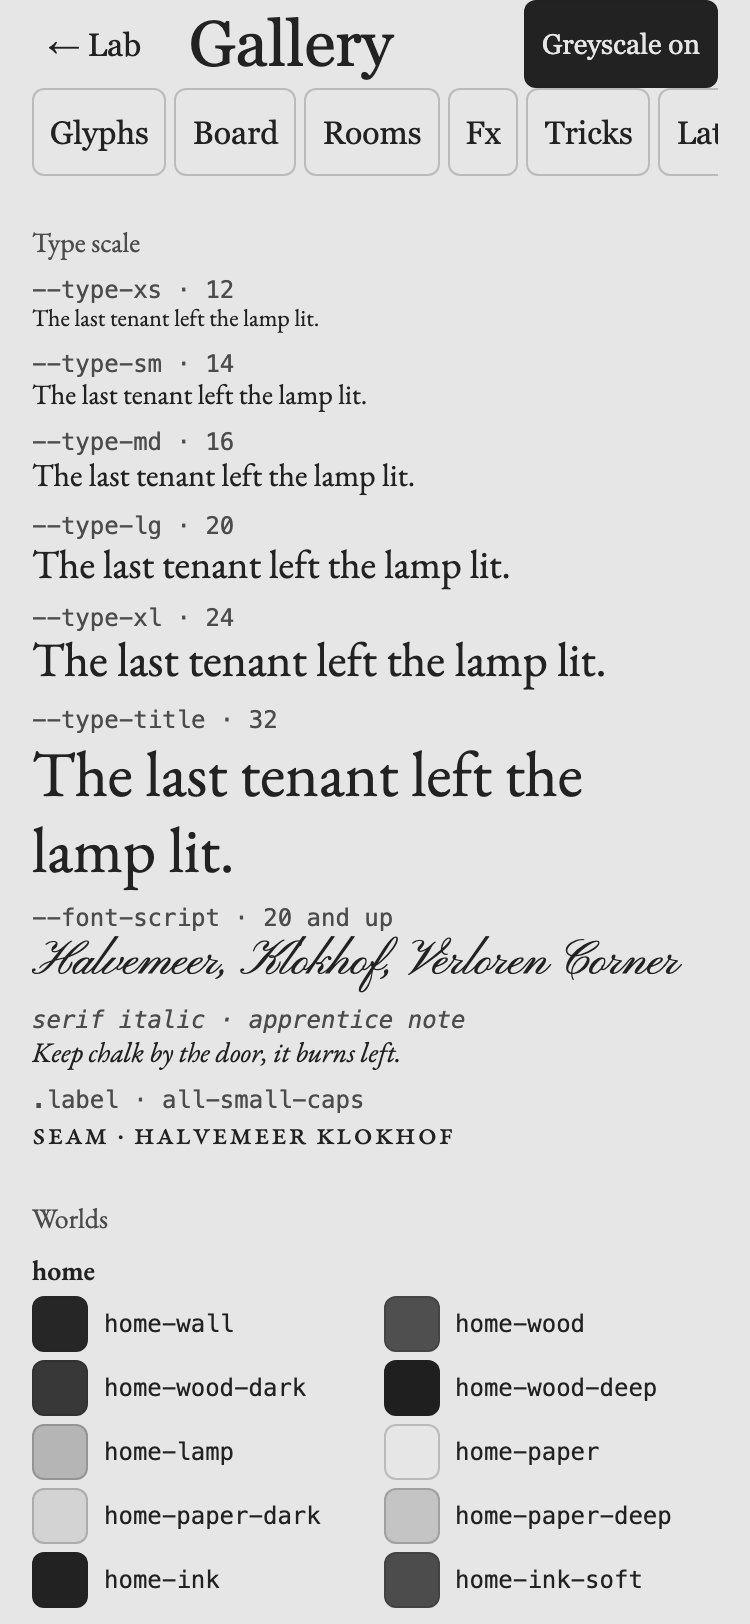 ← Lab Gallery Greyscale on
Glyphs Board Rooms Fx Tricks Lat
Type scale
--type-xs · 12
The last tenant left the lamp lit.
--type-sm · 14
The last tenant left the lamp lit.
--type-md · 16
The last tenant left the lamp lit.
--type-lg · 20
The last tenant left the lamp lit.
--type-xl · 24
The last tenant left the lamp lit.
--type-title · 32
The last tenant left the
lamp lit.
--font-script · 20 and up
Halvemeer, Klokhof, Verloren Corner
serif italic · apprentice note
Keep chalk by the door, it burns left.
.label · all-small-caps
SEAM · HALVEMEER KLOKHOF
Worlds
home
home-wall home-wood
home-wood-dark home-wood-deep
home-lamp home-paper
home-paper-dark home-paper-deep
home-ink home-ink-soft